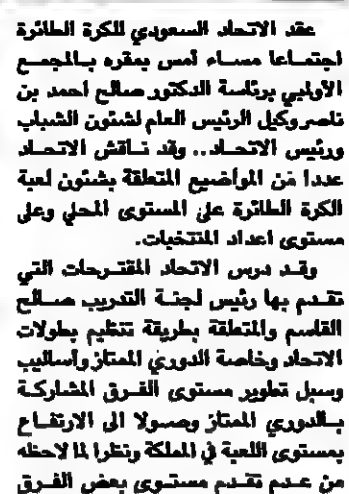 عقد الاتحاد السعودي للكرة الطائرة
اجتماعا مساء أمس بمقره بالمجمع
الأولمبي برئاسة الدكتور صالح احمد بن
ناصر وكيل الرئيس العام لشئون الشباب
ورئيس الاتحاد.. وقد ناقش الاتحاد
عددا من المواضيع المتعلقة بشئون لعبة
الكرة الطائرة على المستوى المحلي وعلى
مستوى اعداد المنتخبات.
وقد درس الاتحاد المقترحات التي
تقدم بها رئيس لجنة التدريب صالح
القاسم والمتعلقة بطريقة تنظيم بطولات
الاتحاد وخاصة الدوري الممتاز وأساليب
وسبل تطوير مستوى الفرق المشاركة
بالدوري الممتاز وصولا الى الارتفاع
بمستوى اللعبة في المملكة ونظرا لما لاحظه
من عدم تقدم مستوى بعض الفرق